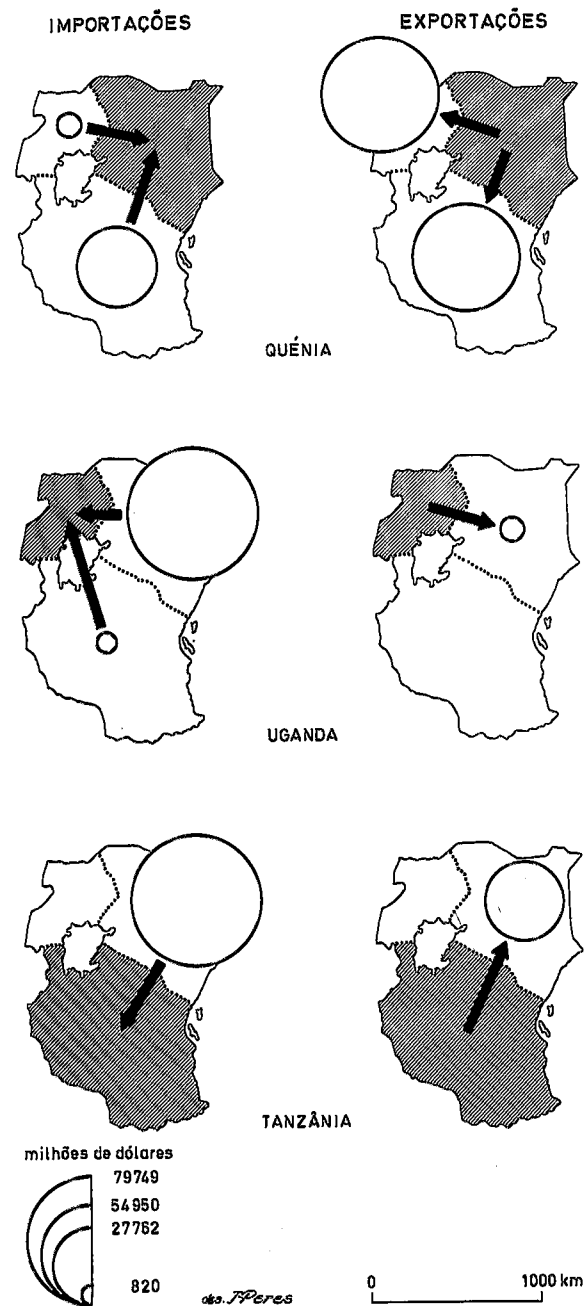 IMPORTAÇÕES
EXPORTAÇÕES
QUÉNIA
UGANDA
TANZÂNIA
milhões de dólares
79749
54950
27762
820
des. J.Peres
0 1000 km